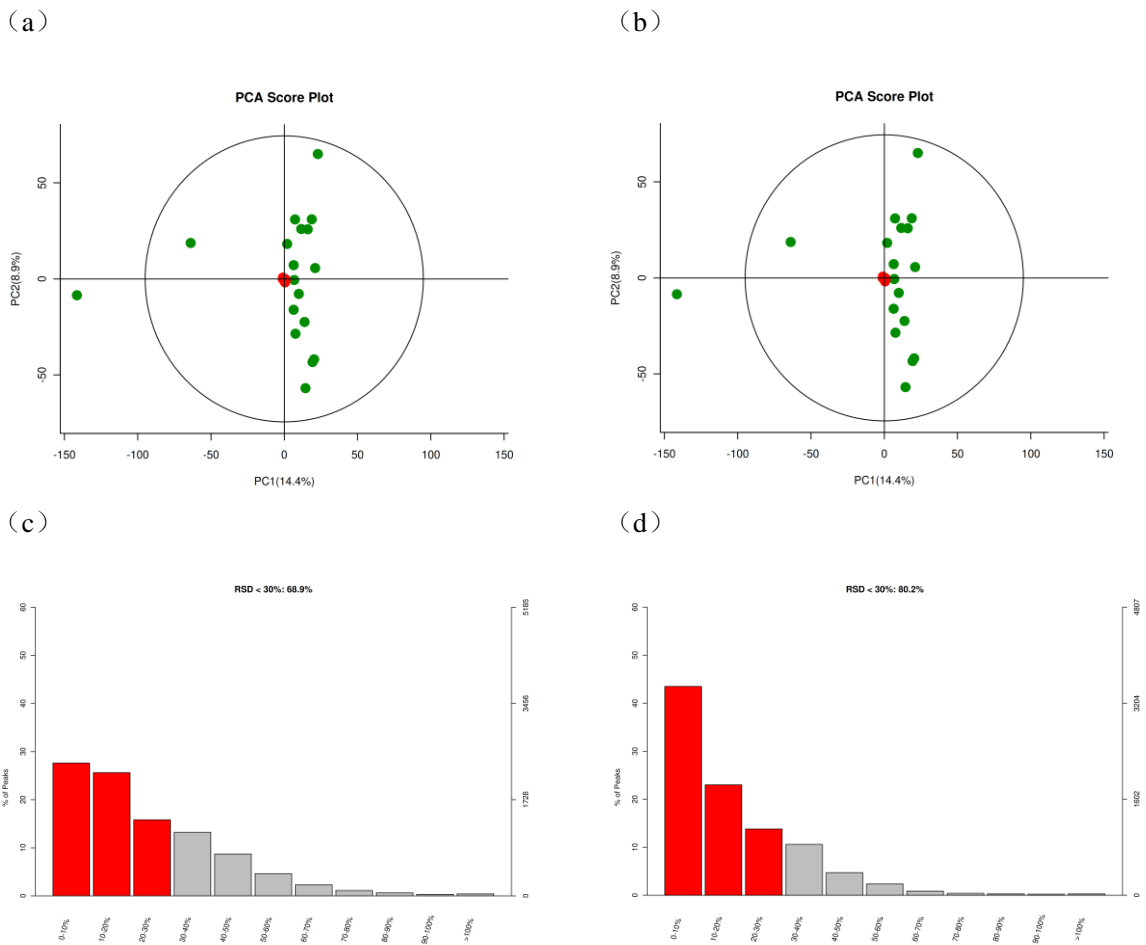 （a）
（b）
PCA Score Plot
PC2(8.9%)
50
0
-50
-150 -100 -50 0 50 100 150
PC1(14.4%)
PCA Score Plot
PC2(8.9%)
50
0
-50
-150 -100 -50 0 50 100 150
PC1(14.4%)
（c）
（d）
RSD < 30%: 68.9%
% of Peaks
60
50
40
30
20
10
0
5185
3456
1728
0
0-10% 10-20% 20-30% 30-40% 40-50% 50-60% 60-70% 70-80% 80-90% 90-100% >100%
RSD < 30%: 80.2%
% of Peaks
60
50
40
30
20
10
0
4807
3204
1602
0
0-10% 10-20% 20-30% 30-40% 40-50% 50-60% 60-70% 70-80% 80-90% 90-100% >100%